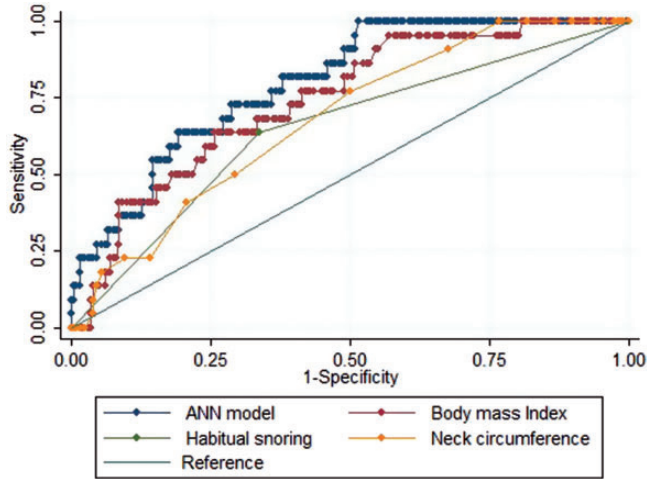 1.00
0.75
0.50
0.25
0.00
Sensitivity
0.00 0.25 0.50 0.75 1.00
1-Specificity
ANN model Body mass Index
Habitual snoring Neck circumference
Reference